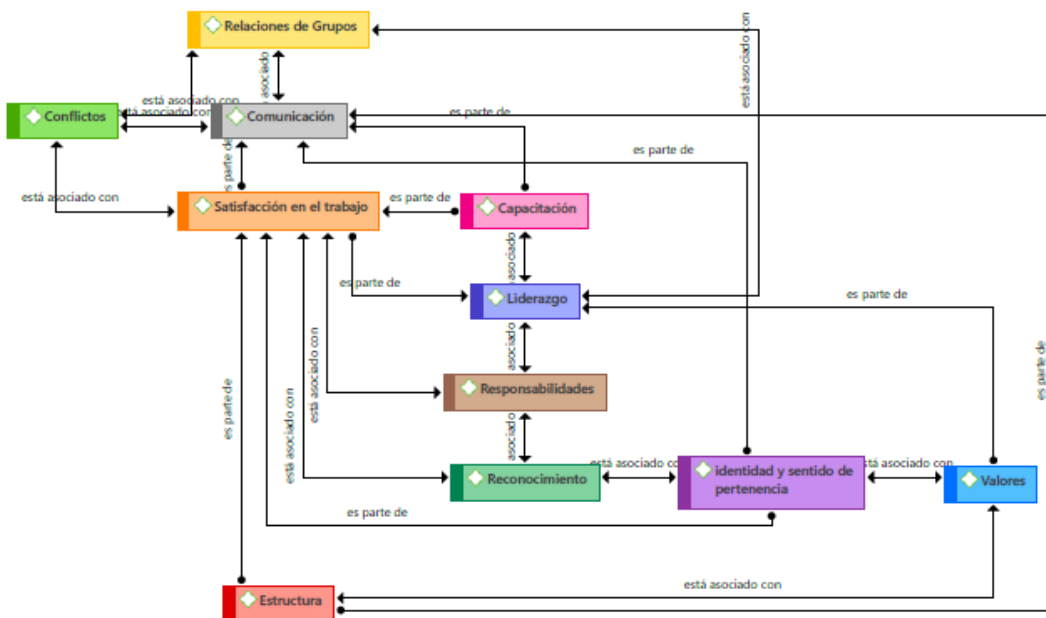 Relaciones de Grupos
está asociado con
asociado
está asociado con
está asociado con
es parte de
Conflictos
Comunicación
es parte de
es parte de
está asociado con
Satisfacción en el trabajo
es parte de
Capacitación
asociado
es parte de
Liderazgo
es parte de
es parte de
asociado
está asociado con
Responsabilidades
es parte de
asociado
está asociado con
está asociado con
está asociado con
Reconocimiento
identidad y sentido de
pertenencia
Valores
es parte de
está asociado con
Estructura